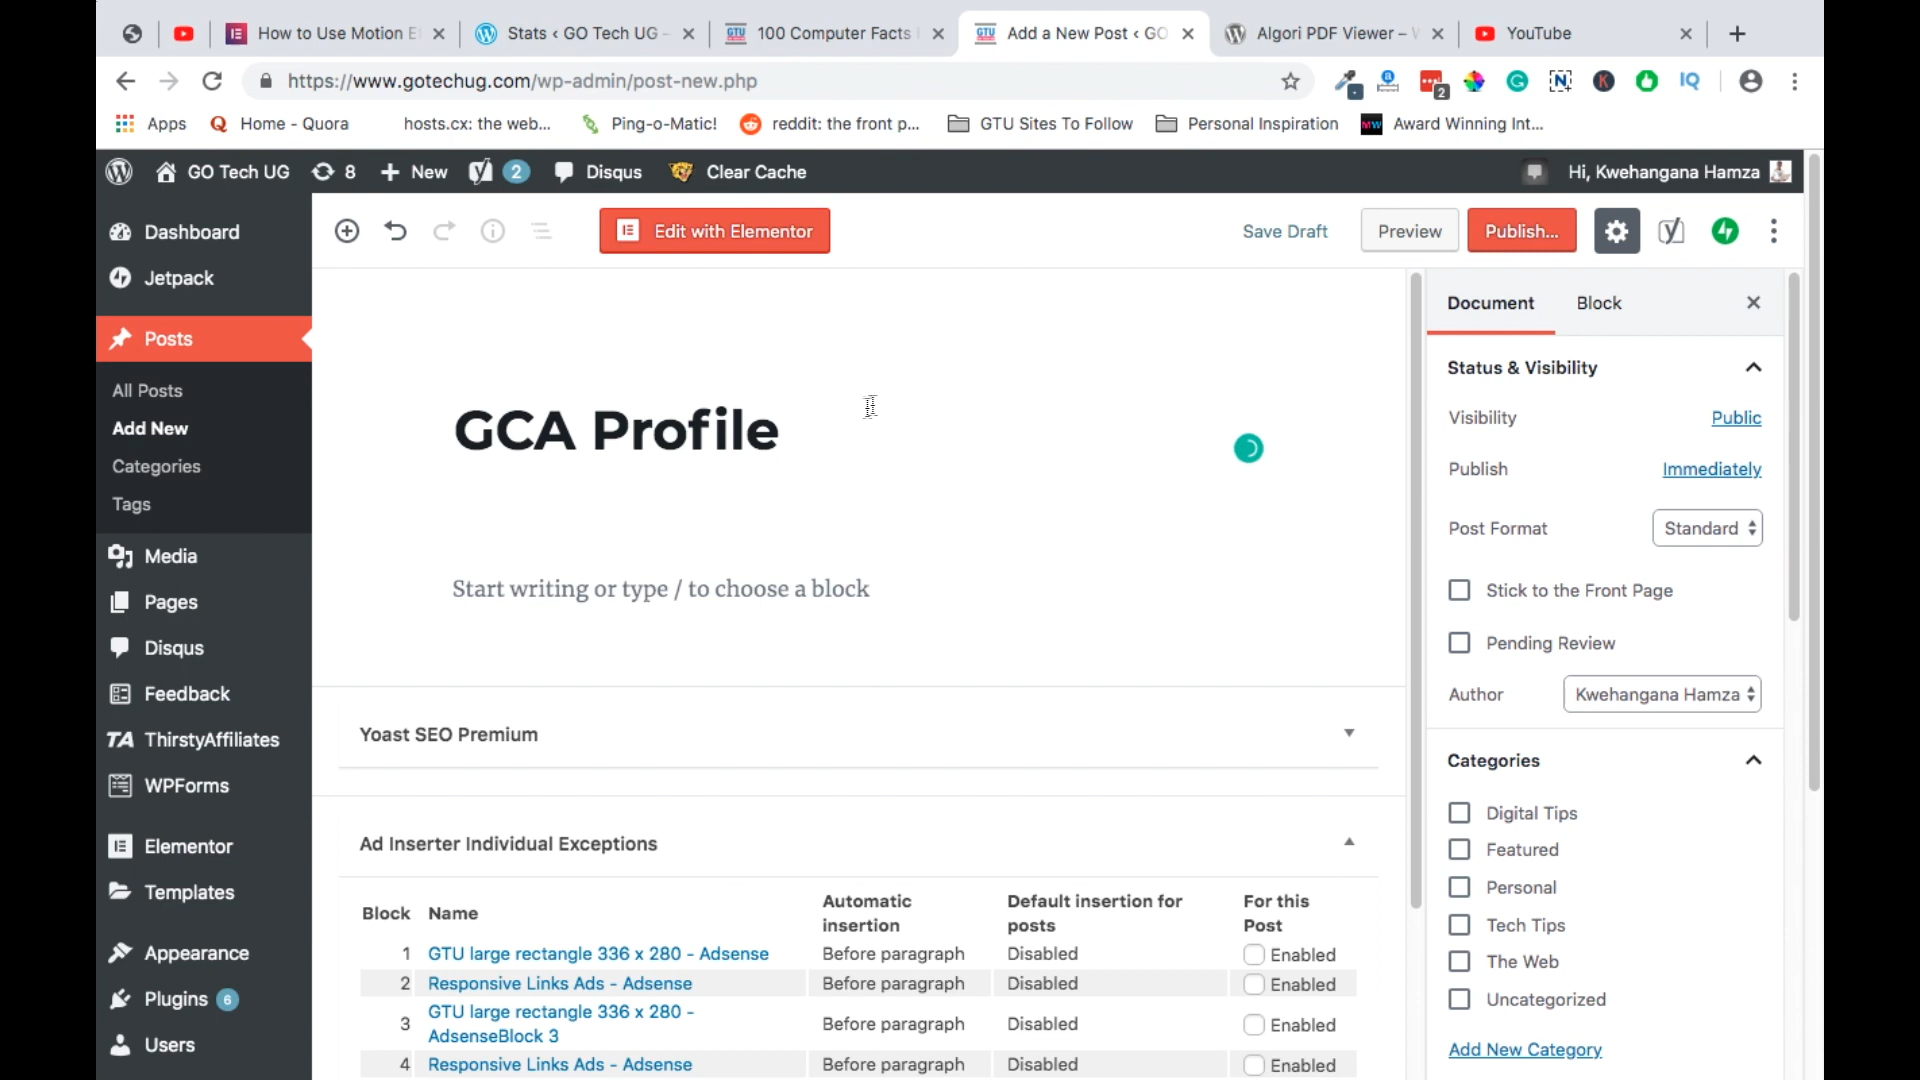 How to Use Motion E
Stats ‹ GO Tech UG
100 Computer Facts
Add a New Post ‹ GO
Algori PDF Viewer –
YouTube
https://www.gotechug.com/wp-admin/post-new.php
2
Apps
Home - Quora
hosts.cx: the web...
Ping-o-Matic!
reddit: the front p...
GTU Sites To Follow
Personal Inspiration
Award Winning Int...
GO Tech UG
8
New
2
Disqus
Clear Cache
Hi, Kwehangana Hamza
Dashboard
Jetpack
Posts
All Posts
Add New
Categories
Tags
Media
Pages
Disqus
Feedback
TA ThirstyAffiliates
WPForms
Elementor
Templates
Appearance
Plugins 6
Users
Edit with Elementor
Save Draft
Preview
Publish...
GCA Profile
Start writing or type / to choose a block
Yoast SEO Premium
Ad Inserter Individual Exceptions
Block Name Automatic insertion Default insertion for posts For this Post
1 GTU large rectangle 336 x 280 - Adsense Before paragraph Disabled Enabled
2 Responsive Links Ads - Adsense Before paragraph Disabled Enabled
3 GTU large rectangle 336 x 280 - AdsenseBlock 3 Before paragraph Disabled Enabled
4 Responsive Links Ads - Adsense Before paragraph Disabled Enabled
Document
Block
Status & Visibility
Visibility Public
Publish Immediately
Post Format Standard
Stick to the Front Page
Pending Review
Author Kwehangana Hamza
Categories
Digital Tips
Featured
Personal
Tech Tips
The Web
Uncategorized
Add New Category